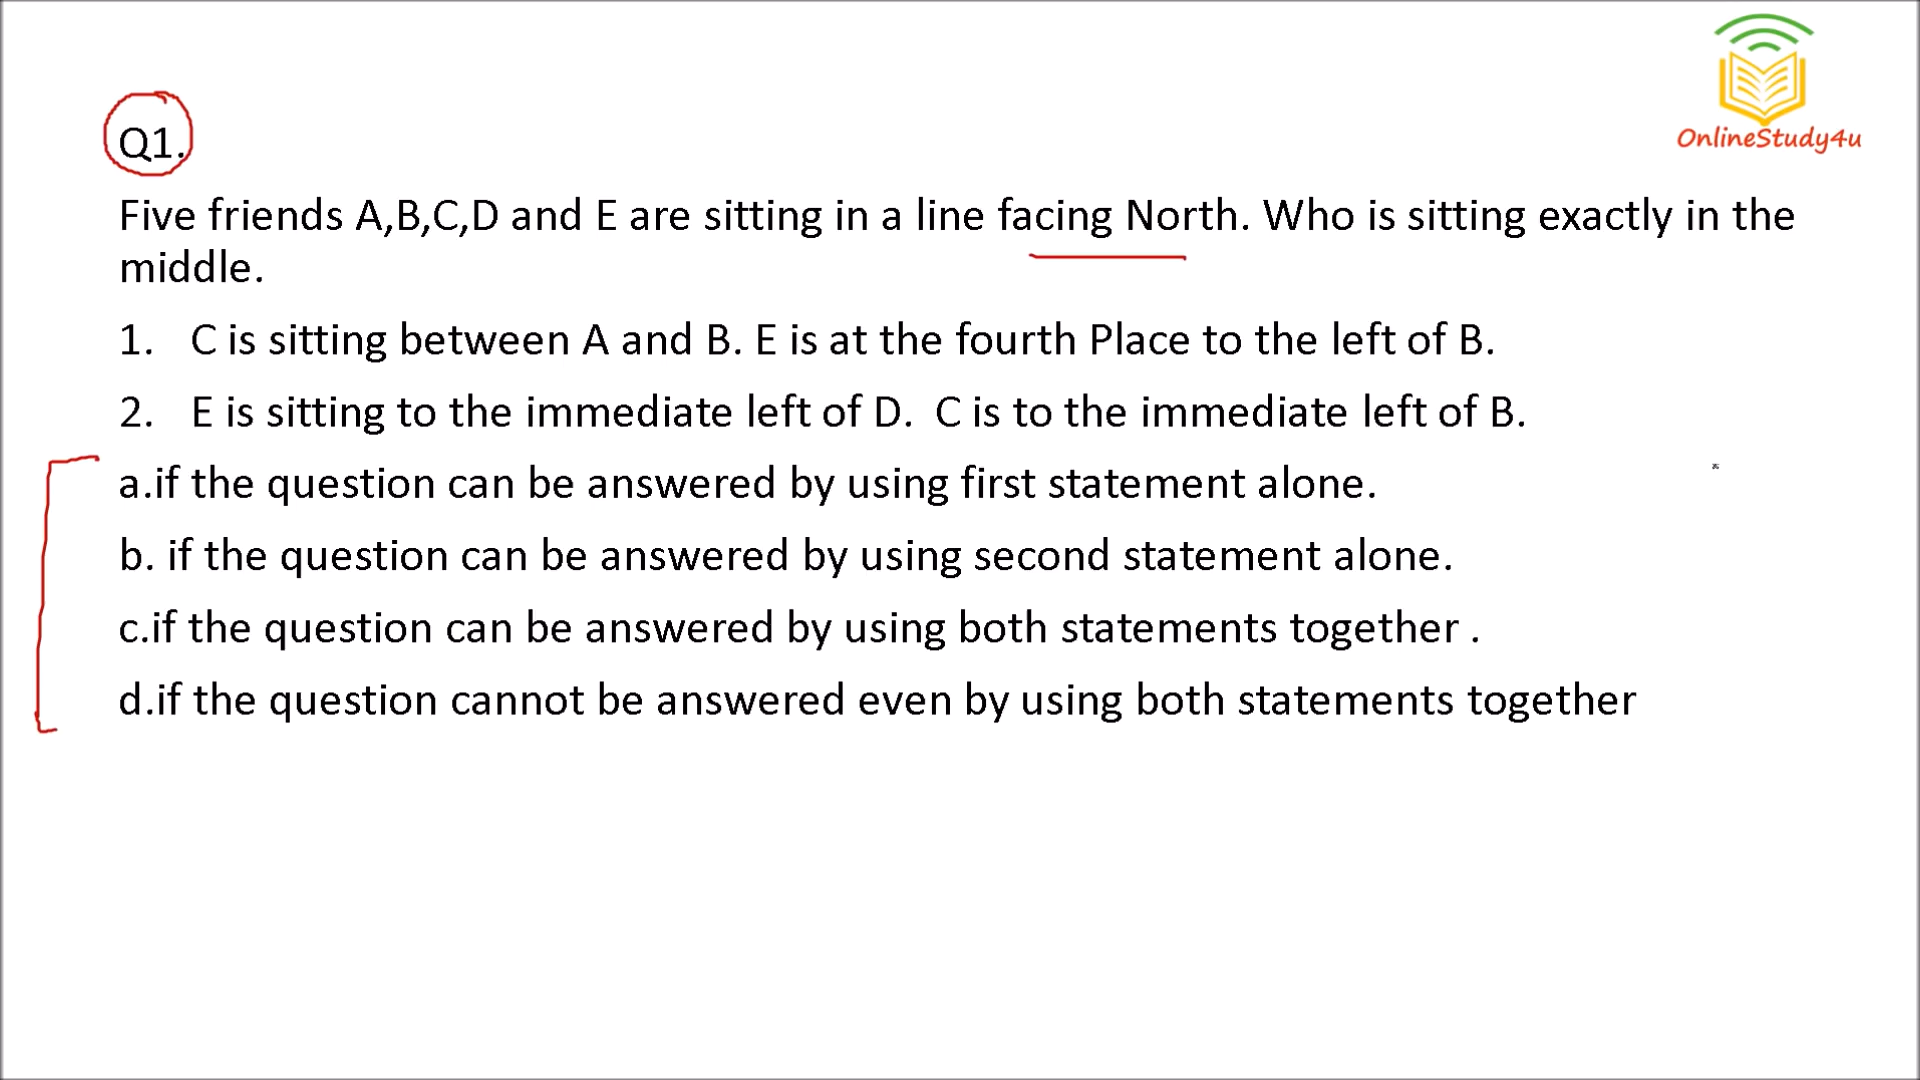 OnlineStudy4u
Q1.
Five friends A,B,C,D and E are sitting in a line facing North. Who is sitting exactly in the
middle.
1. C is sitting between A and B. E is at the fourth Place to the left of B.
2. E is sitting to the immediate left of D. C is to the immediate left of B.
a.if the question can be answered by using first statement alone.
b. if the question can be answered by using second statement alone.
c.if the question can be answered by using both statements together .
d.if the question cannot be answered even by using both statements together